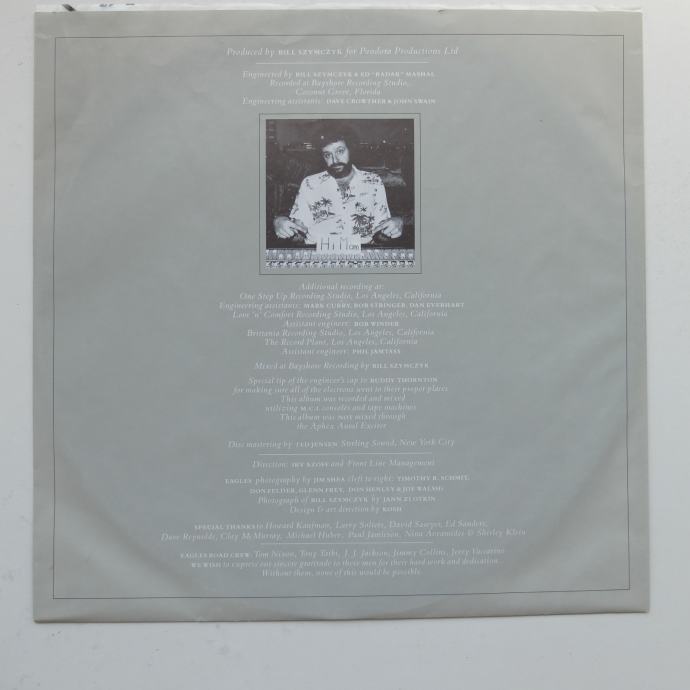 Produced by BILL SZYMCZYK for Pandora Productions Ltd
Engineered by BILL SZYMCZYK & ED "RADAR" MASHAL
Recorded at Bayshore Recording Studio,
Coconut Grove, Florida
Engineering assistants: DAVE CROWTHER & JOHN SWAIN
Hi Mom
Additional recording at:
One Step Up Recording Studio, Los Angeles, California
Engineering assistants: MARK CURRY, BOB STRINGER, DAN EVERHART
Love 'n' Comfort Recording Studio, Los Angeles, California
Assistant engineer: BOB WINDER
Brittania Recording Studio, Los Angeles, California
The Record Plant, Los Angeles, California
Assistant engineer: PHIL JAMTASS
Mixed at Bayshore Recording by BILL SZYMCZYK
Special tip of the engineer's cap to BUDDY THORNTON
for making sure all of the electrons went to their proper places
This album was recorded and mixed
utilizing M.C.I. consoles and tape machines
This album was NOT mixed through
the Aphex Aural Exciter
Disc mastering by TED JENSEN Sterling Sound, New York City
Direction: IRV AZOFF and Front Line Management
EAGLES photography by JIM SHEA (left to right: TIMOTHY B. SCHMIT,
DON FELDER, GLENN FREY, DON HENLEY & JOE WALSH)
Photograph of BILL SZYMCZYK by JANN ZLOTKIN
Design & art direction by KOSH
SPECIAL THANKS to Howard Kaufman, Larry Solters, David Sawyer, Ed Sanders,
Dave Reynolds, Clay McMurray, Michael Huber, Paul Jamieson, Nina Avramides & Shirley Klein
EAGLES ROAD CREW: Tom Nixon, Tony Taibi, J. J. Jackson, Jimmy Collins, Jerry Vaccarino
WE WISH to express our sincere gratitude to these men for their hard work and dedication...
Without them, none of this would be possible.